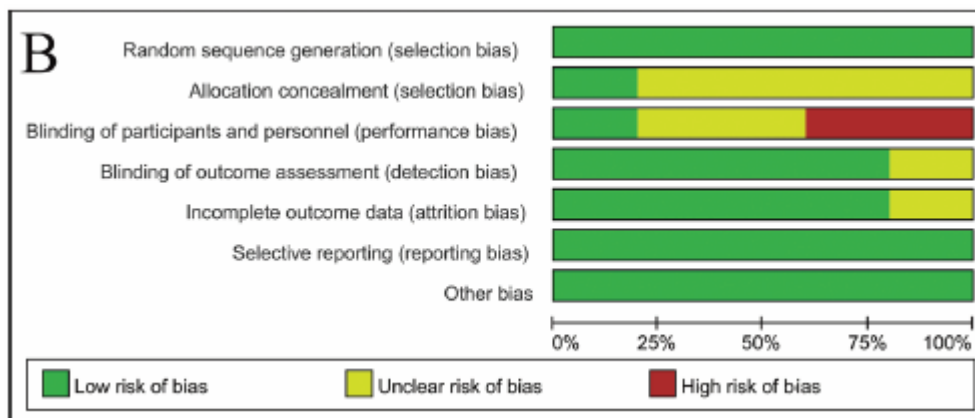 B
Random sequence generation (selection bias)
Allocation concealment (selection bias)
Blinding of participants and personnel (performance bias)
Blinding of outcome assessment (detection bias)
Incomplete outcome data (attrition bias)
Selective reporting (reporting bias)
Other bias
0% 25% 50% 75% 100%
Low risk of bias Unclear risk of bias High risk of bias